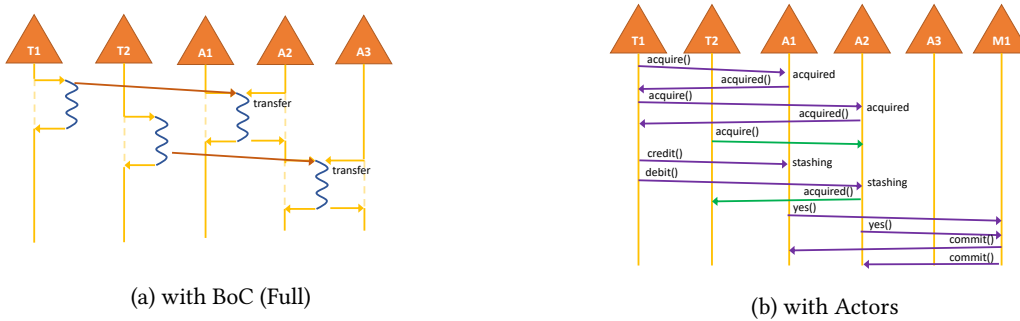 T1 T2 A1 A2 A3
transfer
transfer
(a) with BoC (Full)
T1 T2 A1 A2 A3 M1
acquire()
acquired() acquired
acquire()
acquired
acquired()
acquire()
credit() stashing
debit()
stashing
acquired()
yes()
yes()
commit()
commit()
(b) with Actors